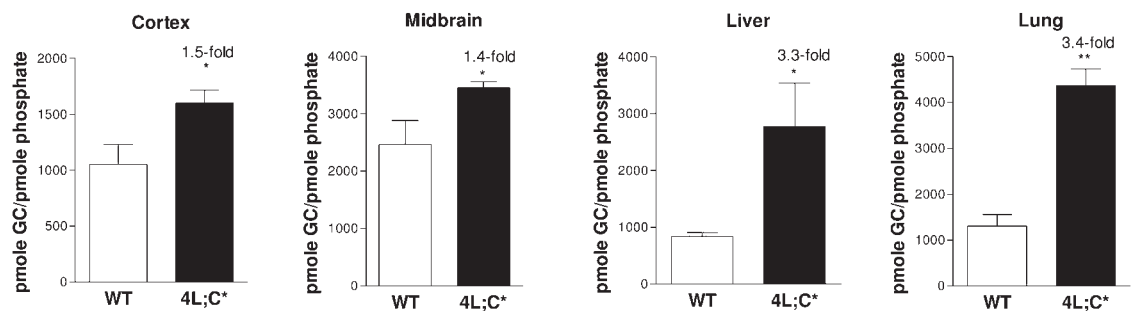 Cortex
1.5-fold
*
pmole GC/pmole phosphate
2000
1500
1000
500
0
WT
4L;C*
Midbrain
1.4-fold
*
pmole GC/pmole phosphate
4000
3000
2000
1000
0
WT
4L;C*
Liver
3.3-fold
*
pmole GC/pmole phosphate
4000
3000
2000
1000
0
WT
4L;C*
Lung
3.4-fold
**
pmole GC/pmole phosphate
5000
4000
3000
2000
1000
0
WT
4L;C*